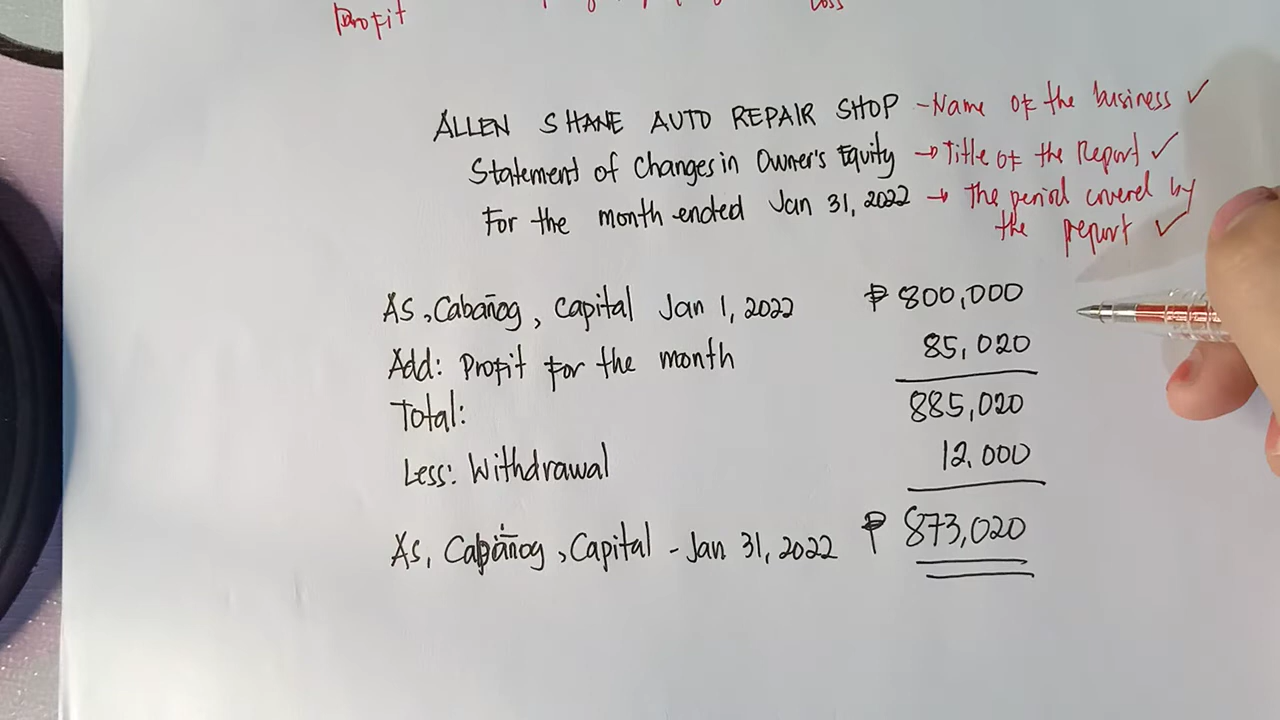 Profit
loss
ALLEN SHANE AUTO REPAIR SHOP - Name of the business ✓
Statement of Changes in Owner's Equity → Title of the Report ✓
For the month ended Jan 31, 2022 → The period covered by
the report ✓
AS, Cabañog, Capital Jan 1, 2022 ₱ 800,000
Add: Profit for the month 85,020
Total: 885,020
Less: Withdrawal 12,000
As, Cabañog, Capital - Jan 31, 2022 ₱ 873,020